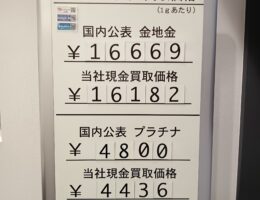 (1gあたり)
国内公表 金地金
¥16669
当社現金買取価格
¥16182
国内公表 プラチナ
¥4800
当社現金買取価格
¥4436